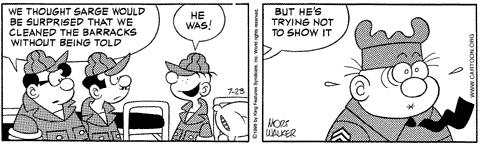 WE THOUGHT SARGE WOULD
BE SURPRISED THAT WE
CLEANED THE BARRACKS
WITHOUT BEING TOLD
HE
WAS!
7-23
©1998 by King Features Syndicate, Inc. World rights reserved.
BUT HE'S
TRYING NOT
TO SHOW IT
MORT
WALKER
WWW.CARTOON.ORG